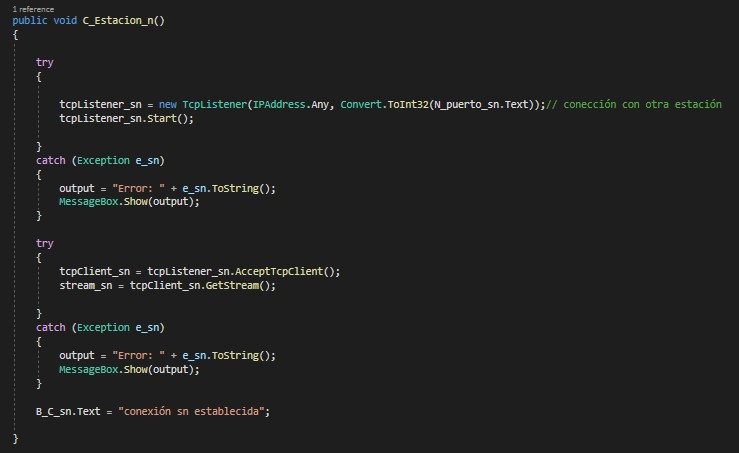 1 reference
public void C_Estacion_n()
{
try
{
tcpListener_sn = new TcpListener(IPAddress.Any, Convert.ToInt32(N_puerto_sn.Text));// conección con otra estación
tcpListener_sn.Start();
}
catch (Exception e_sn)
{
output = "Error: " + e_sn.ToString();
MessageBox.Show(output);
}
try
{
tcpClient_sn = tcpListener_sn.AcceptTcpClient();
stream_sn = tcpClient_sn.GetStream();
}
catch (Exception e_sn)
{
output = "Error: " + e_sn.ToString();
MessageBox.Show(output);
}
B_C_sn.Text = "conexión sn establecida";
}